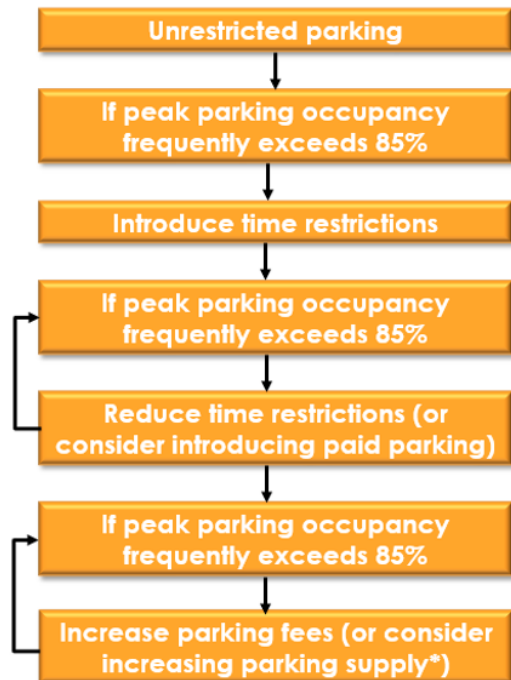 Unrestricted parking
If peak parking occupancy
frequently exceeds 85%
Introduce time restrictions
If peak parking occupancy
frequently exceeds 85%
Reduce time restrictions (or
consider introducing paid parking)
If peak parking occupancy
frequently exceeds 85%
Increase parking fees (or consider
increasing parking supply*)